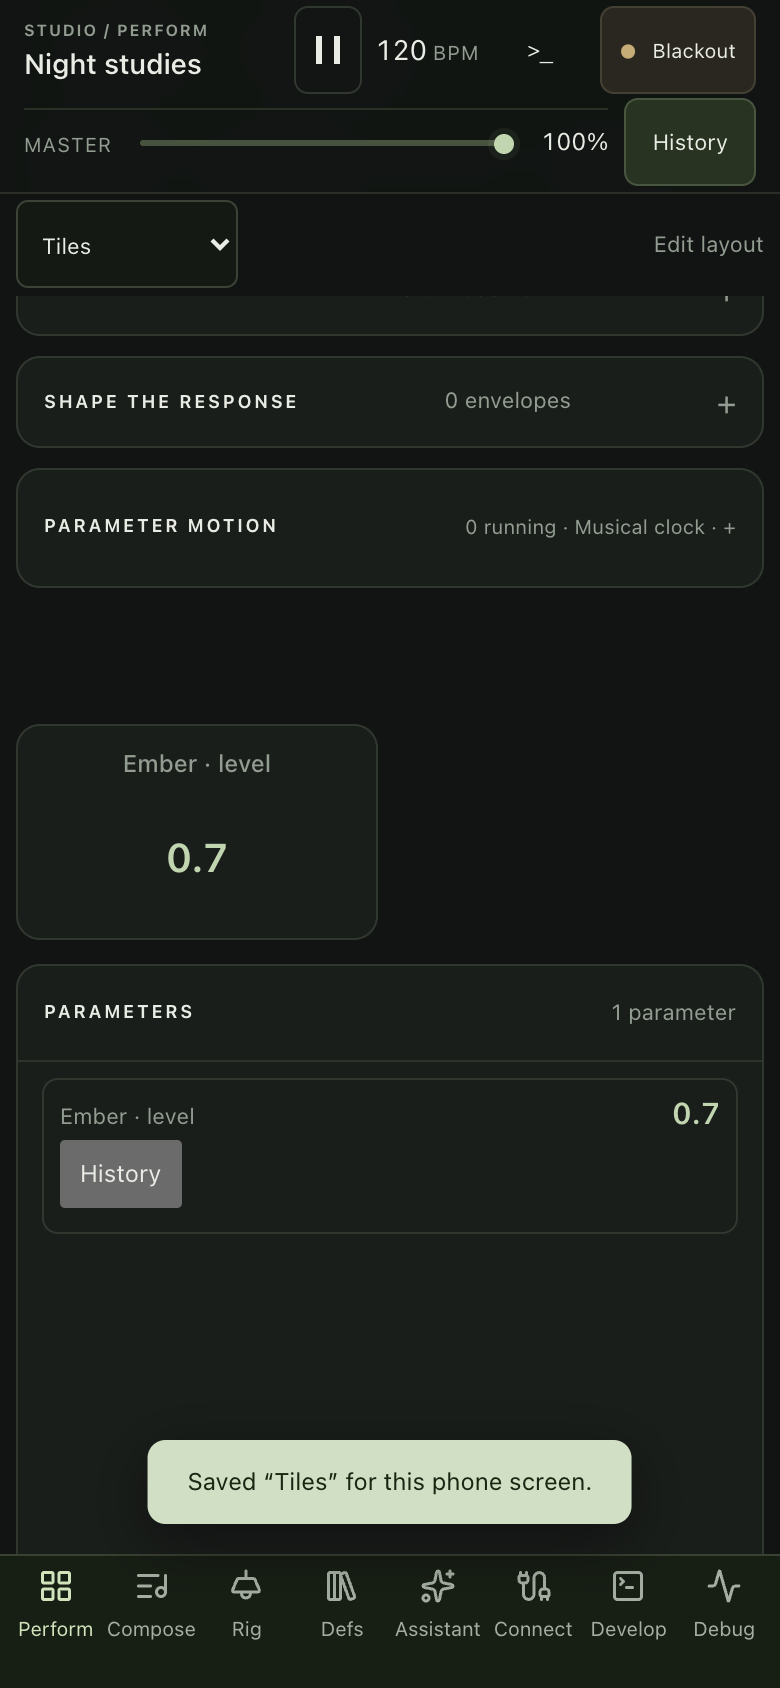 STUDIO / PERFORM
Night studies
120 BPM
>_
Blackout
MASTER
100%
History
Tiles
Edit layout
SHAPE THE RESPONSE
0 envelopes
+
PARAMETER MOTION
0 running · Musical clock · +
Ember · level
0.7
PARAMETERS
1 parameter
Ember · level
0.7
History
Saved “Tiles” for this phone screen.
Perform
Compose
Rig
Defs
Assistant
Connect
Develop
Debug